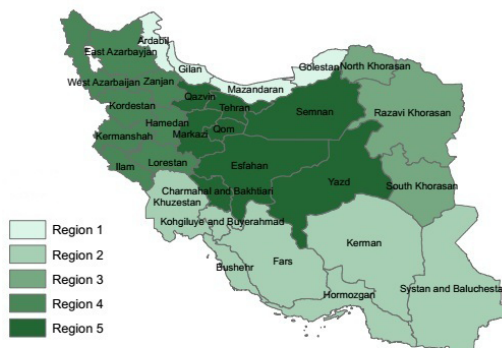 Ardabil
East Azarbayjan
Gilan
Golestan
North Khorasan
West Azarbaijan
Zanjan
Mazandaran
Qazvin
Tehran
Semnan
Razavi Khorasan
Kordestan
Hamedan
Qom
Kermanshah
Markazi
Ilam
Lorestan
Esfahan
Yazd
South Khorasan
Charmahal and Bakhtiari
Khuzestan
Kohgiluye and Buyerahmad
Kerman
Bushehr
Fars
Hormozgan
Systan and Baluchesta
Region 1
Region 2
Region 3
Region 4
Region 5